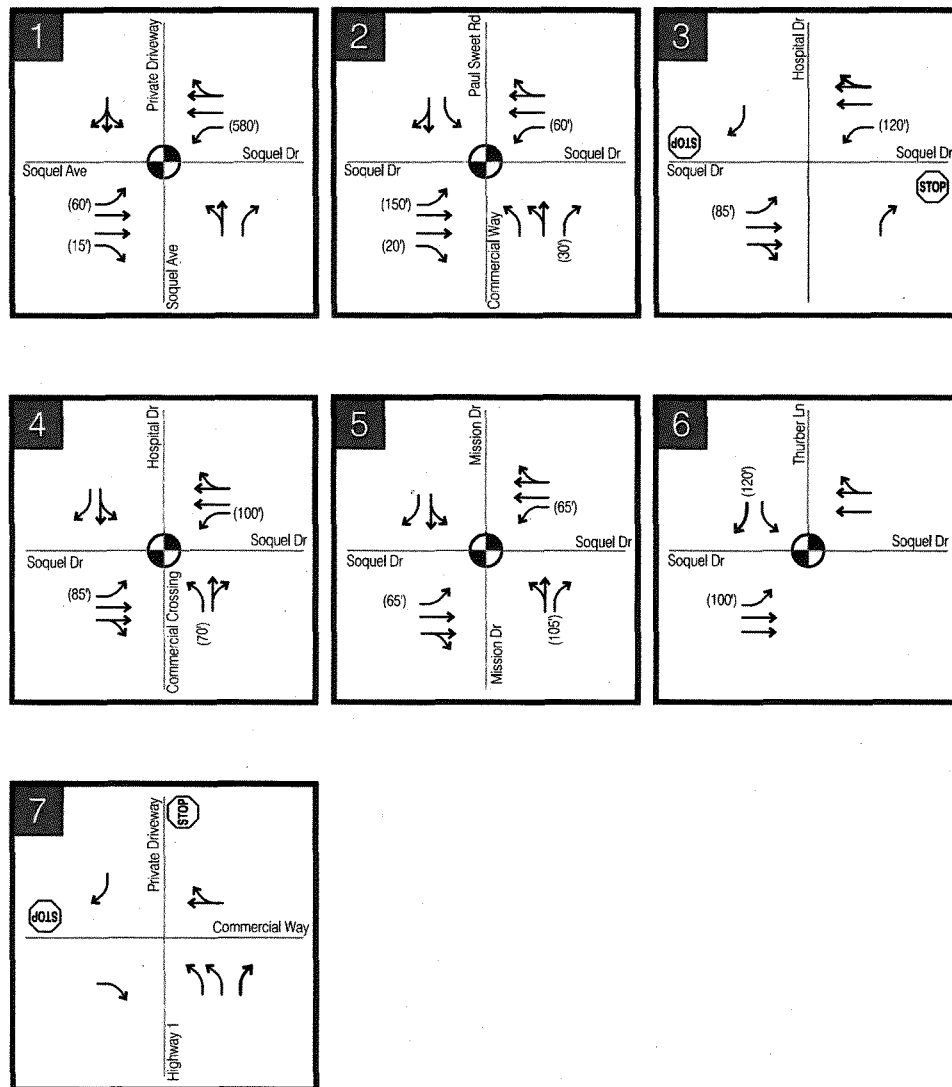 1
Private Driveway
(580')
Soquel Dr
Soquel Ave
(60')
(15')
Soquel Ave
2
Paul Sweet Rd
(60')
Soquel Dr
Soquel Dr
(150')
(20')
Commercial Way
(30')
3
Hospital Dr
STOP
(120')
Soquel Dr
Soquel Dr
STOP
(85')
4
Hospital Dr
(100')
Soquel Dr
Soquel Dr
(85')
Commercial Crossing
(70')
5
Mission Dr
(65')
Soquel Dr
Soquel Dr
(65')
Mission Dr
(105')
6
Thurber Ln
(120')
Soquel Dr
Soquel Dr
(100')
7
Private Driveway
STOP
STOP
Commercial Way
Highway 1